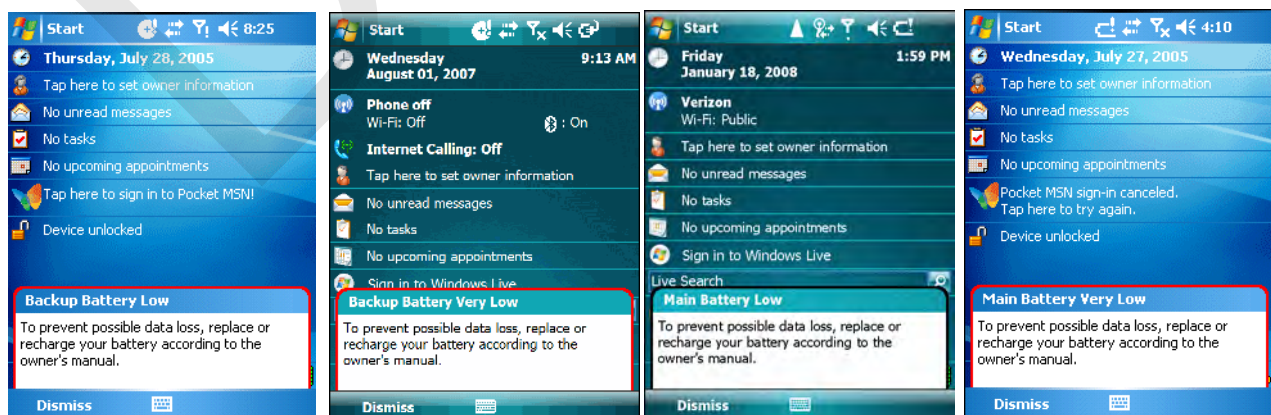 Start 8:25
Thursday, July 28, 2005
Tap here to set owner information
No unread messages
No tasks
No upcoming appointments
Tap here to sign in to Pocket MSN!
Device unlocked
Backup Battery Low
To prevent possible data loss, replace or
recharge your battery according to the
owner's manual.
Dismiss
Start
Wednesday 9:13 AM
August 01, 2007
Phone off
Wi-Fi: Off : On
Internet Calling: Off
Tap here to set owner information
No unread messages
No tasks
No upcoming appointments
Sign in to Windows Live
Backup Battery Very Low
To prevent possible data loss, replace or
recharge your battery according to the
owner's manual.
Dismiss
Start
Friday 1:59 PM
January 18, 2008
Verizon
Wi-Fi: Public
Tap here to set owner information
No unread messages
No tasks
No upcoming appointments
Sign in to Windows Live
Live Search
Main Battery Low
To prevent possible data loss, replace or
recharge your battery according to the
owner's manual.
Dismiss
Start 4:10
Wednesday, July 27, 2005
Tap here to set owner information
No unread messages
No tasks
No upcoming appointments
Pocket MSN sign-in canceled.
Tap here to try again.
Device unlocked
Main Battery Very Low
To prevent possible data loss, replace or
recharge your battery according to the
owner's manual.
Dismiss